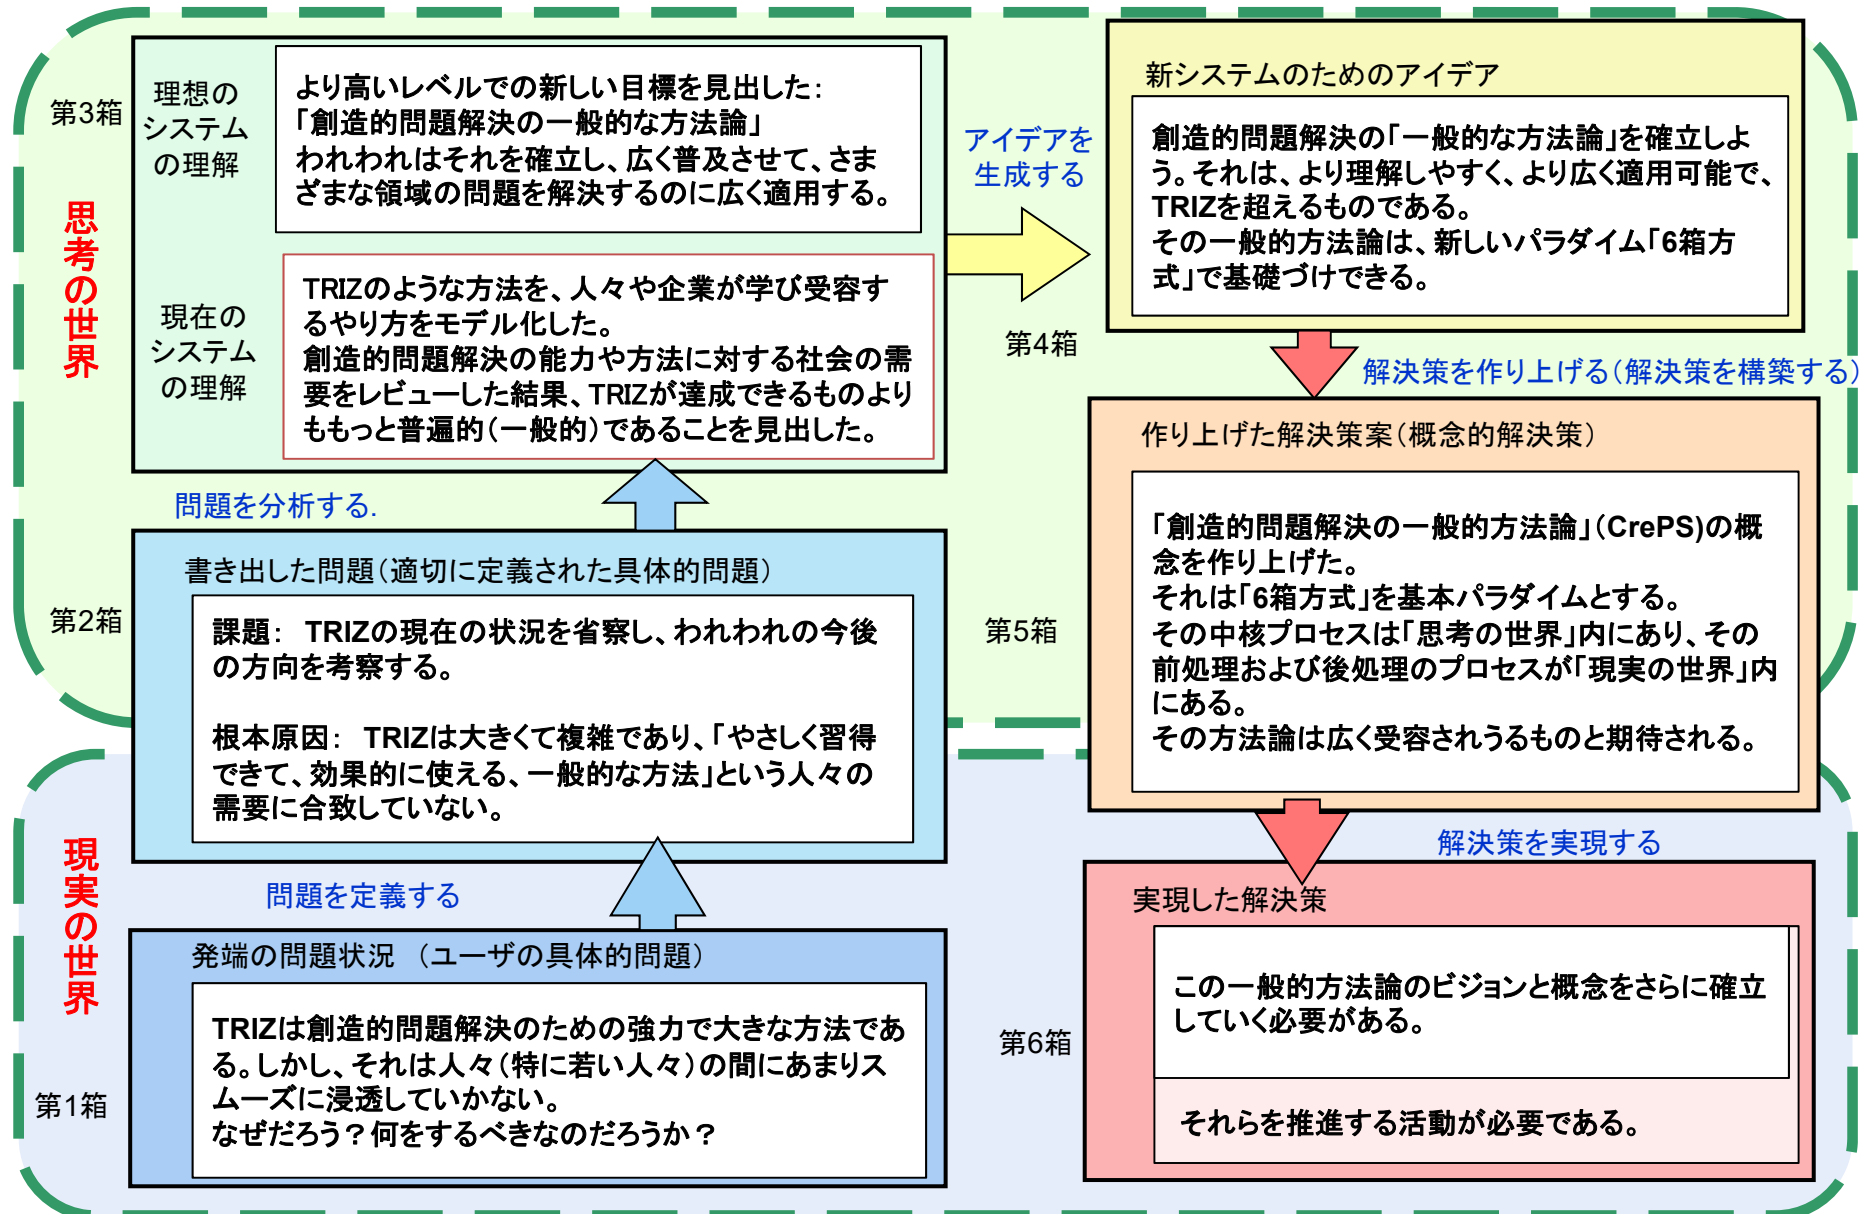 第3箱
理想の
システム
の理解
より高いレベルでの新しい目標を見出した：
「創造的問題解決の一般的な方法論」
われわれはそれを確立し、広く普及させて、さま
ざまな領域の問題を解決するのに広く適用する。
思考の世界
現在の
システム
の理解
TRIZのような方法を、人々や企業が学び受容す
るやり方をモデル化した。
創造的問題解決の能力や方法に対する社会の需
要をレビューした結果、TRIZが達成できるものより
ももっと普遍的（一般的）であることを見出した。
アイデアを
生成する
第4箱
新システムのためのアイデア
創造的問題解決の「一般的な方法論」を確立しよ
う。それは、より理解しやすく、より広く適用可能で、
TRIZを超えるものである。
その一般的方法論は、新しいパラダイム「6箱方
式」で基礎づけできる。
解決策を作り上げる（解決策を構築する）
問題を分析する.
第2箱
書き出した問題（適切に定義された具体的問題）
課題：　TRIZの現在の状況を省察し、われわれの今後
の方向を考察する。
根本原因：　TRIZは大きくて複雑であり、「やさしく習得
できて、効果的に使える、一般的な方法」という人々の
需要に合致していない。
第5箱
作り上げた解決策案（概念的解決策）
「創造的問題解決の一般的方法論」（CrePS)の概
念を作り上げた。
それは「6箱方式」を基本パラダイムとする。
その中核プロセスは「思考の世界」内にあり、その
前処理および後処理のプロセスが「現実の世界」内
にある。
その方法論は広く受容されうるものと期待される。
現実の世界
問題を定義する
第1箱
発端の問題状況　（ユーザの具体的問題）
TRIZは創造的問題解決のための強力で大きな方法であ
る。しかし、それは人々（特に若い人々）の間にあまりス
ムーズに浸透していかない。
なぜだろう？何をするべきなのだろうか？
解決策を実現する
第6箱
実現した解決策
この一般的方法論のビジョンと概念をさらに確立
していく必要がある。
それらを推進する活動が必要である。